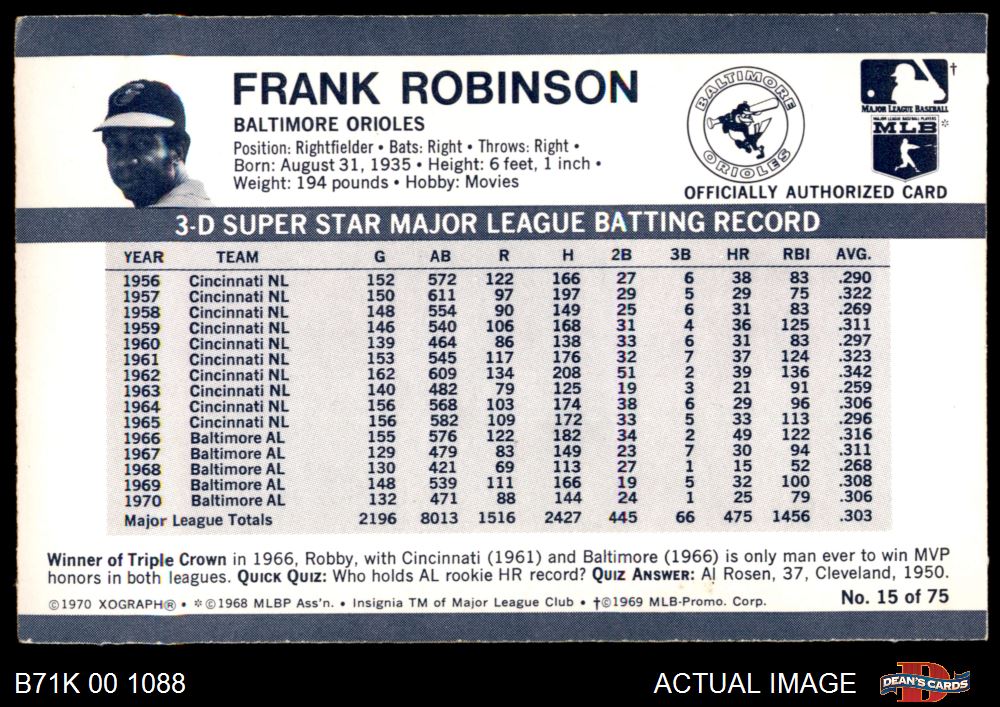 FRANK ROBINSON
BALTIMORE ORIOLES
Position: Rightfielder • Bats: Right • Throws: Right •
Born: August 31, 1935 • Height: 6 feet, 1 inch •
Weight: 194 pounds • Hobby: Movies
BALTIMORE
ORIOLES
†
MAJOR LEAGUE BASEBALL
MAJOR LEAGUE BASEBALL PLAYERS
MLB *
OFFICIALLY AUTHORIZED CARD
3-D SUPER STAR MAJOR LEAGUE BATTING RECORD
YEAR TEAM G AB R H 2B 3B HR RBI AVG.
1956 Cincinnati NL 152 572 122 166 27 6 38 83 .290
1957 Cincinnati NL 150 611 97 197 29 5 29 75 .322
1958 Cincinnati NL 148 554 90 149 25 6 31 83 .269
1959 Cincinnati NL 146 540 106 168 31 4 36 125 .311
1960 Cincinnati NL 139 464 86 138 33 6 31 83 .297
1961 Cincinnati NL 153 545 117 176 32 7 37 124 .323
1962 Cincinnati NL 162 609 134 208 51 2 39 136 .342
1963 Cincinnati NL 140 482 79 125 19 3 21 91 .259
1964 Cincinnati NL 156 568 103 174 38 6 29 96 .306
1965 Cincinnati NL 156 582 109 172 33 5 33 113 .296
1966 Baltimore AL 155 576 122 182 34 2 49 122 .316
1967 Baltimore AL 129 479 83 149 23 7 30 94 .311
1968 Baltimore AL 130 421 69 113 27 1 15 52 .268
1969 Baltimore AL 148 539 111 166 19 5 32 100 .308
1970 Baltimore AL 132 471 88 144 24 1 25 79 .306
Major League Totals 2196 8013 1516 2427 445 66 475 1456 .303
Winner of Triple Crown in 1966, Robby, with Cincinnati (1961) and Baltimore (1966) is only man ever to win MVP
honors in both leagues. QUICK QUIZ: Who holds AL rookie HR record? QUIZ ANSWER: Al Rosen, 37, Cleveland, 1950.
©1970 XOGRAPH® • *©1968 MLBP Ass'n. • Insignia TM of Major League Club • †©1969 MLB-Promo. Corp.
No. 15 of 75
B71K 00 1088
ACTUAL IMAGE
D
DEAN'S CARDS